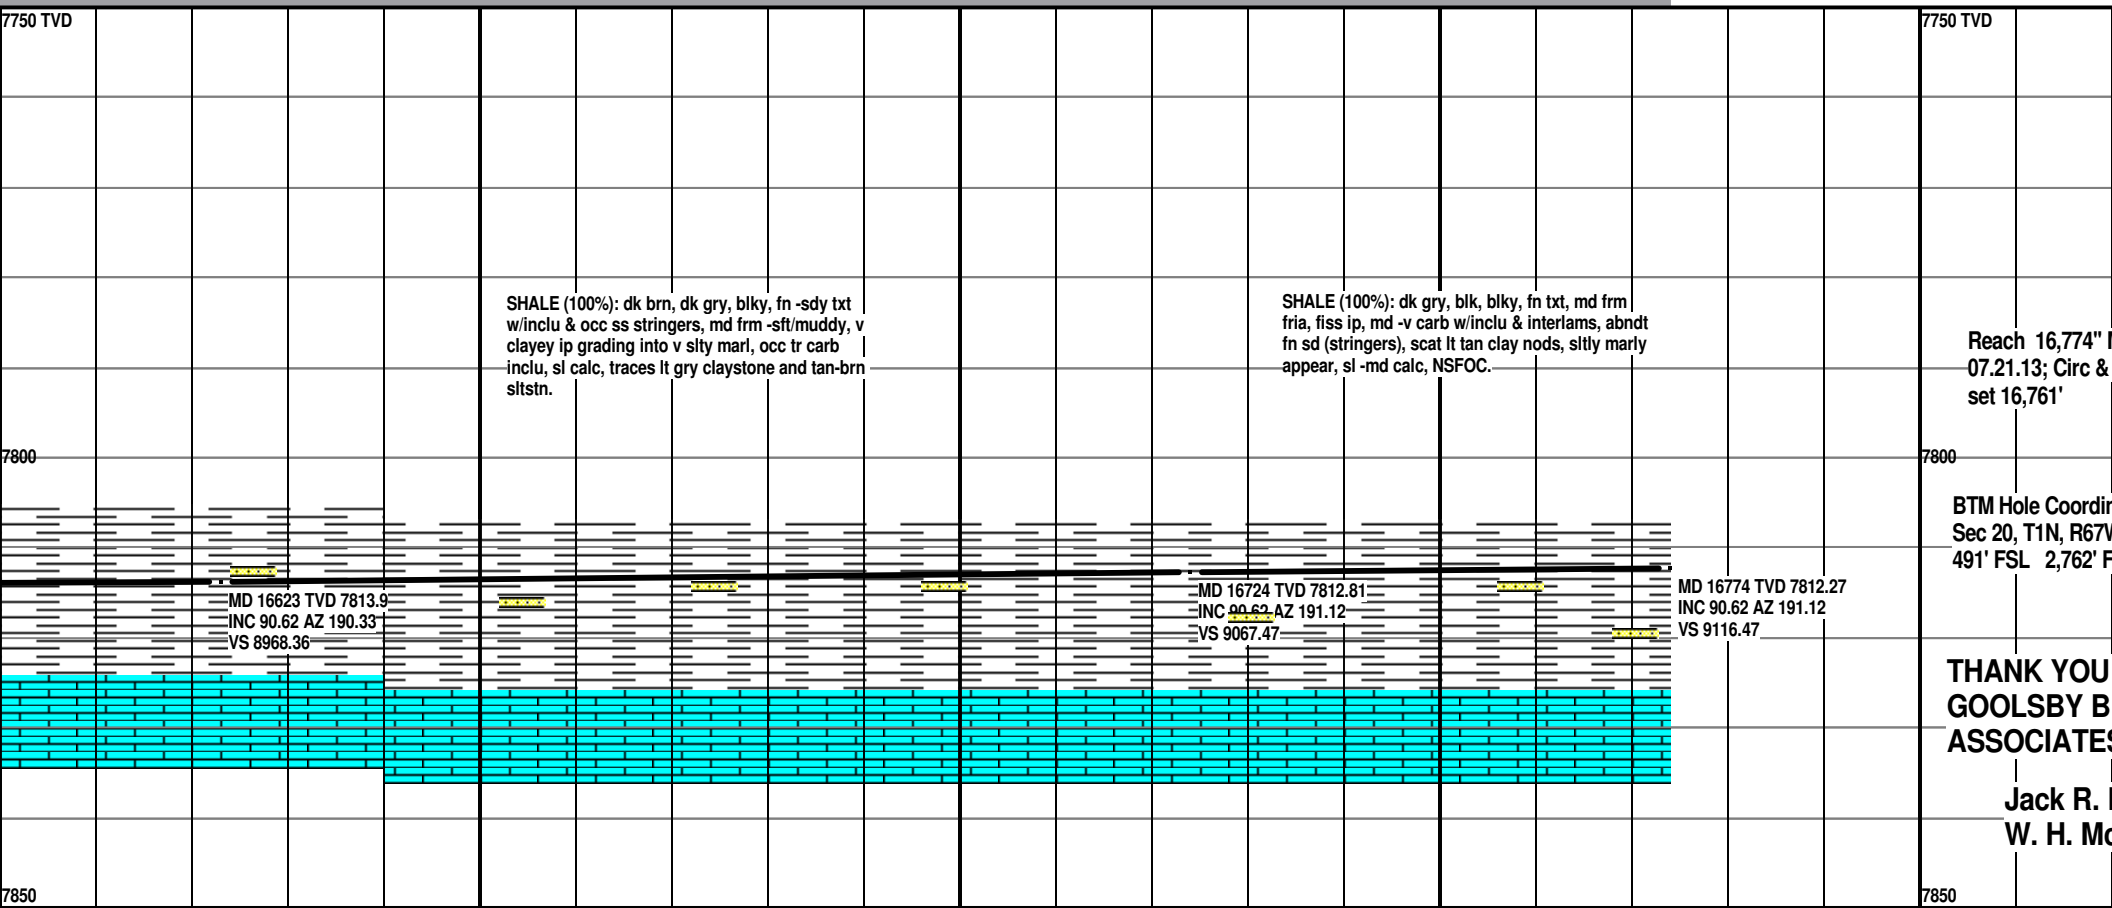 7750 TVD
7750 TVD
SHALE (100%): dk brn, dk gry, blky, fn -sdy txt
w/inclu & occ ss stringers, md frm -sft/muddy, v
clayey ip grading into v slty marl, occ tr carb
inclu, sl calc, traces lt gry claystone and tan-brn
sltstn.
SHALE (100%): dk gry, blk, blky, fn txt, md frm
fria, fiss ip, md -v carb w/inclu & interlams, abndt
fn sd (stringers), scat lt tan clay nods, sltly marly
appear, sl -md calc, NSFOC.
Reach 16,774"
07.21.13; Circ &
set 16,761'
7800
7800
BTM Hole
Sec 20, T1N,
491' FSL 2,762'
MD 16623 TVD 7813.9
INC 90.62 AZ 190.33
VS 8968.36
MD 16724 TVD 7812.81
INC 90.62 AZ 191.12
VS 9067.47
MD 16774 TVD 7812.27
INC 90.62 AZ 191.12
VS 9116.47
THANK YOU
GOOLSBY
ASSOCIATES
Jack R.
W. H.
7850
7850